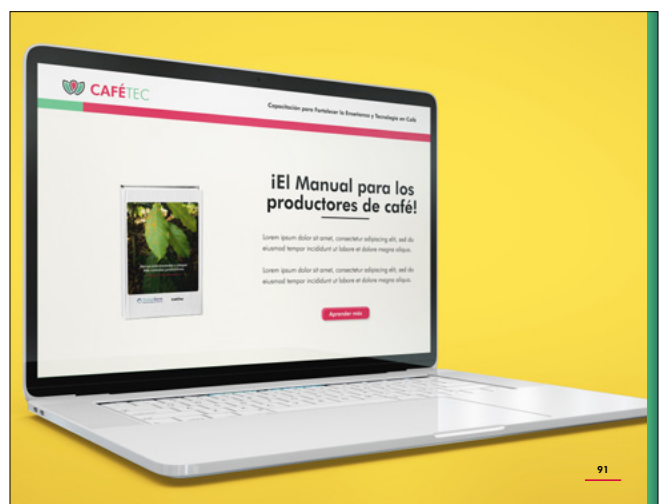 CAFÉTEC
Capacitación para Fortalecer la Enseñanza y Tecnología en Café
¡El Manual para los
productores de café!
Lorem ipsum dolor sit amet, consectetur adipiscing elit, sed do
eiusmod tempor incididunt ut labore et dolore magna aliqua.
Lorem ipsum dolor sit amet, consectetur adipiscing elit, sed do
eiusmod tempor incididunt ut labore et dolore magna aliqua.
Aprender más
91